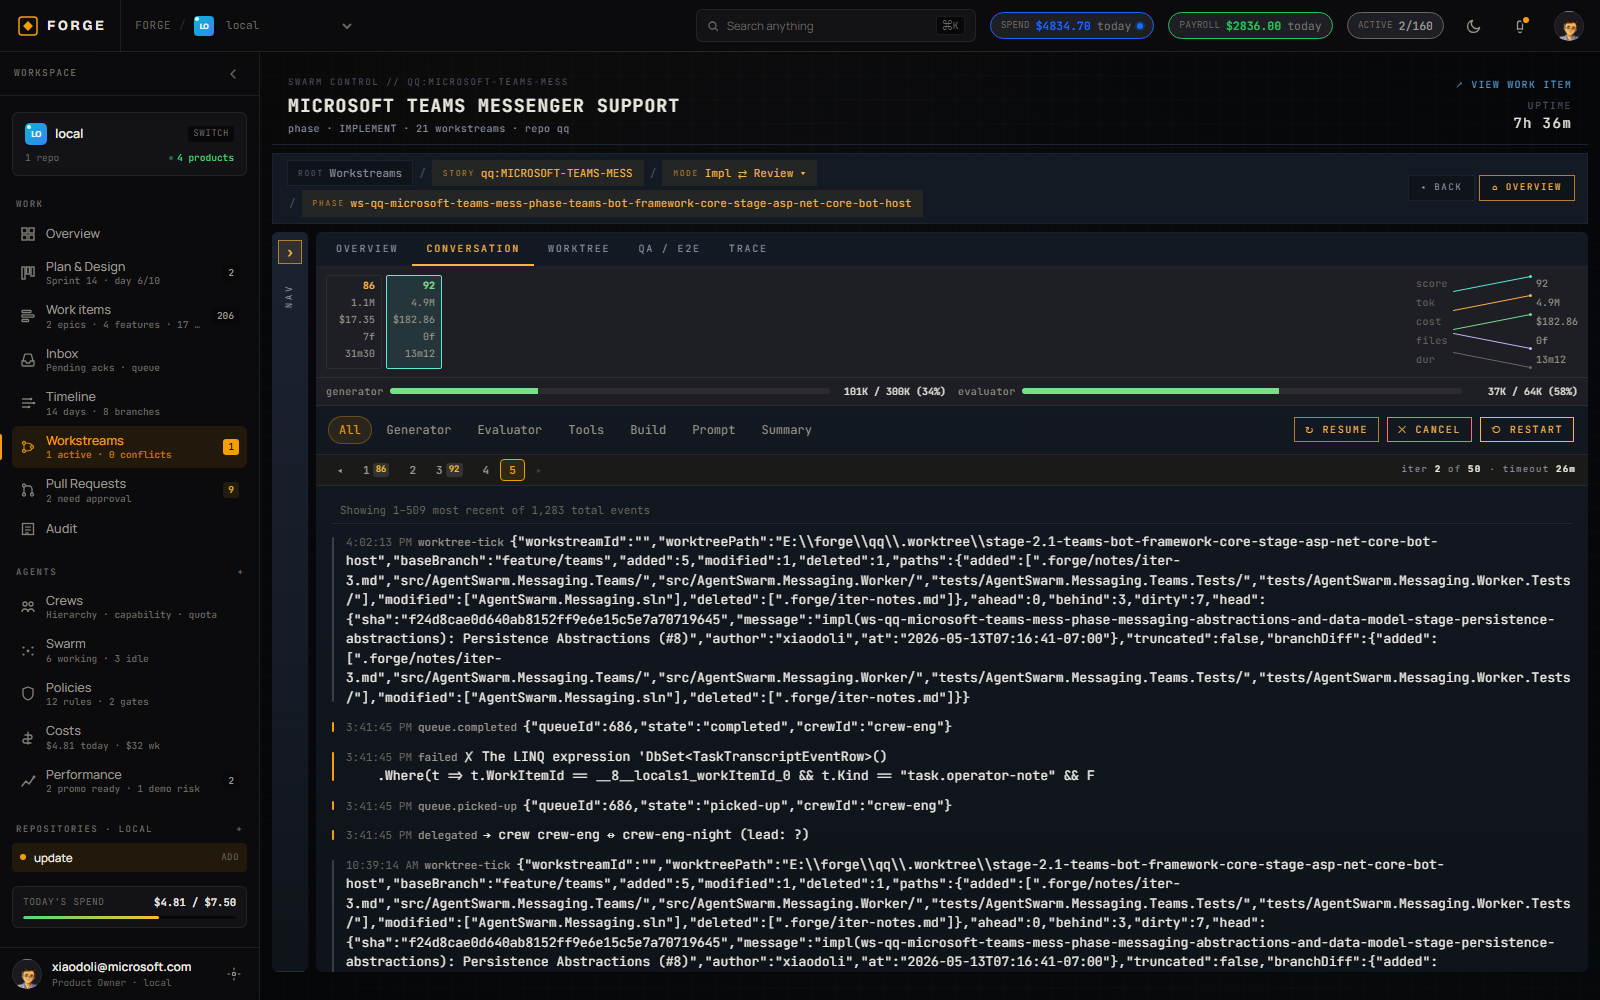 FORGE
FORGE / LO local
Search anything ⌘K
SPEND $4834.70 today
PAYROLL $2836.00 today
ACTIVE 2/160
WORKSPACE
LO local SWITCH
1 repo 4 products
WORK
Overview
Plan & Design
Sprint 14 · day 6/10
2
Work items
2 epics · 4 features · 17 …
206
Inbox
Pending acks · queue
Timeline
14 days · 8 branches
Workstreams
1 active · 0 conflicts
1
Pull Requests
2 need approval
9
Audit
AGENTS +
Crews
Hierarchy · capability · quota
Swarm
6 working · 3 idle
Policies
12 rules · 2 gates
Costs
$4.81 today · $32 wk
Performance
2 promo ready · 1 demo risk
2
REPOSITORIES · LOCAL +
update ADO
TODAY'S SPEND $4.81 / $7.50
xiaodoli@microsoft.com
Product Owner · local
SWARM CONTROL // QQ:MICROSOFT-TEAMS-MESS
MICROSOFT TEAMS MESSENGER SUPPORT
phase · IMPLEMENT · 21 workstreams · repo qq
↗ VIEW WORK ITEM
UPTIME
7h 36m
ROOT Workstreams / STORY qq:MICROSOFT-TEAMS-MESS / MODE Impl ⇄ Review ▾
/ PHASE ws-qq-microsoft-teams-mess-phase-teams-bot-framework-core-stage-asp-net-core-bot-host
◂ BACK
⌂ OVERVIEW
NAV
OVERVIEW CONVERSATION WORKTREE QA / E2E TRACE
86 92
1.1M 4.9M
$17.35 $182.86
7f 0f
31m30 13m12
score 92
tok 4.9M
cost $182.86
files 0f
dur 13m12
generator 101K / 300K (34%) evaluator 37K / 64K (58%)
All Generator Evaluator Tools Build Prompt Summary
↻ RESUME
✕ CANCEL
⟲ RESTART
◂ 1 86 2 3 92 4 5
iter 2 of 50 · timeout 26m
Showing 1–509 most recent of 1,283 total events
4:02:13 PM worktree-tick {"workstreamId":"","worktreePath":"E:\\forge\\qq\\.worktree\\stage-2.1-teams-bot-framework-core-stage-asp-net-core-bot-
host","baseBranch":"feature/teams","added":5,"modified":1,"deleted":1,"paths":{"added":[".forge/notes/iter-
3.md","src/AgentSwarm.Messaging.Teams/","src/AgentSwarm.Messaging.Worker/","tests/AgentSwarm.Messaging.Teams.Tests/","tests/AgentSwarm.Messaging.Worker.Tests
/"],"modified":["AgentSwarm.Messaging.sln"],"deleted":[".forge/iter-notes.md"]},"ahead":0,"behind":3,"dirty":7,"head":
{"sha":"f24d8cae0d640ab8152ff9e6e15c5e7a70719645","message":"impl(ws-qq-microsoft-teams-mess-phase-messaging-abstractions-and-data-model-stage-persistence-
abstractions): Persistence Abstractions (#8)","author":"xiaodoli","at":"2026-05-13T07:16:41-07:00"},"truncated":false,"branchDiff":{"added":
[".forge/notes/iter-
3.md","src/AgentSwarm.Messaging.Teams/","src/AgentSwarm.Messaging.Worker/","tests/AgentSwarm.Messaging.Teams.Tests/","tests/AgentSwarm.Messaging.Worker.Tests
/"],"modified":["AgentSwarm.Messaging.sln"],"deleted":[".forge/iter-notes.md"]}}
3:41:45 PM queue.completed {"queueId":686,"state":"completed","crewId":"crew-eng"}
3:41:45 PM failed ✗ The LINQ expression 'DbSet<TaskTranscriptEventRow>()
.Where(t => t.WorkItemId == __8__locals1_workItemId_0 && t.Kind == "task.operator-note" && F
3:41:45 PM queue.picked-up {"queueId":686,"state":"picked-up","crewId":"crew-eng"}
3:41:45 PM delegated → crew crew-eng ↔ crew-eng-night (lead: ?)
10:39:14 AM worktree-tick {"workstreamId":"","worktreePath":"E:\\forge\\qq\\.worktree\\stage-2.1-teams-bot-framework-core-stage-asp-net-core-bot-
host","baseBranch":"feature/teams","added":5,"modified":1,"deleted":1,"paths":{"added":[".forge/notes/iter-
3.md","src/AgentSwarm.Messaging.Teams/","src/AgentSwarm.Messaging.Worker/","tests/AgentSwarm.Messaging.Teams.Tests/","tests/AgentSwarm.Messaging.Worker.Tests
/"],"modified":["AgentSwarm.Messaging.sln"],"deleted":[".forge/iter-notes.md"]},"ahead":0,"behind":3,"dirty":7,"head":
{"sha":"f24d8cae0d640ab8152ff9e6e15c5e7a70719645","message":"impl(ws-qq-microsoft-teams-mess-phase-messaging-abstractions-and-data-model-stage-persistence-
abstractions): Persistence Abstractions (#8)","author":"xiaodoli","at":"2026-05-13T07:16:41-07:00"},"truncated":false,"branchDiff":{"added":